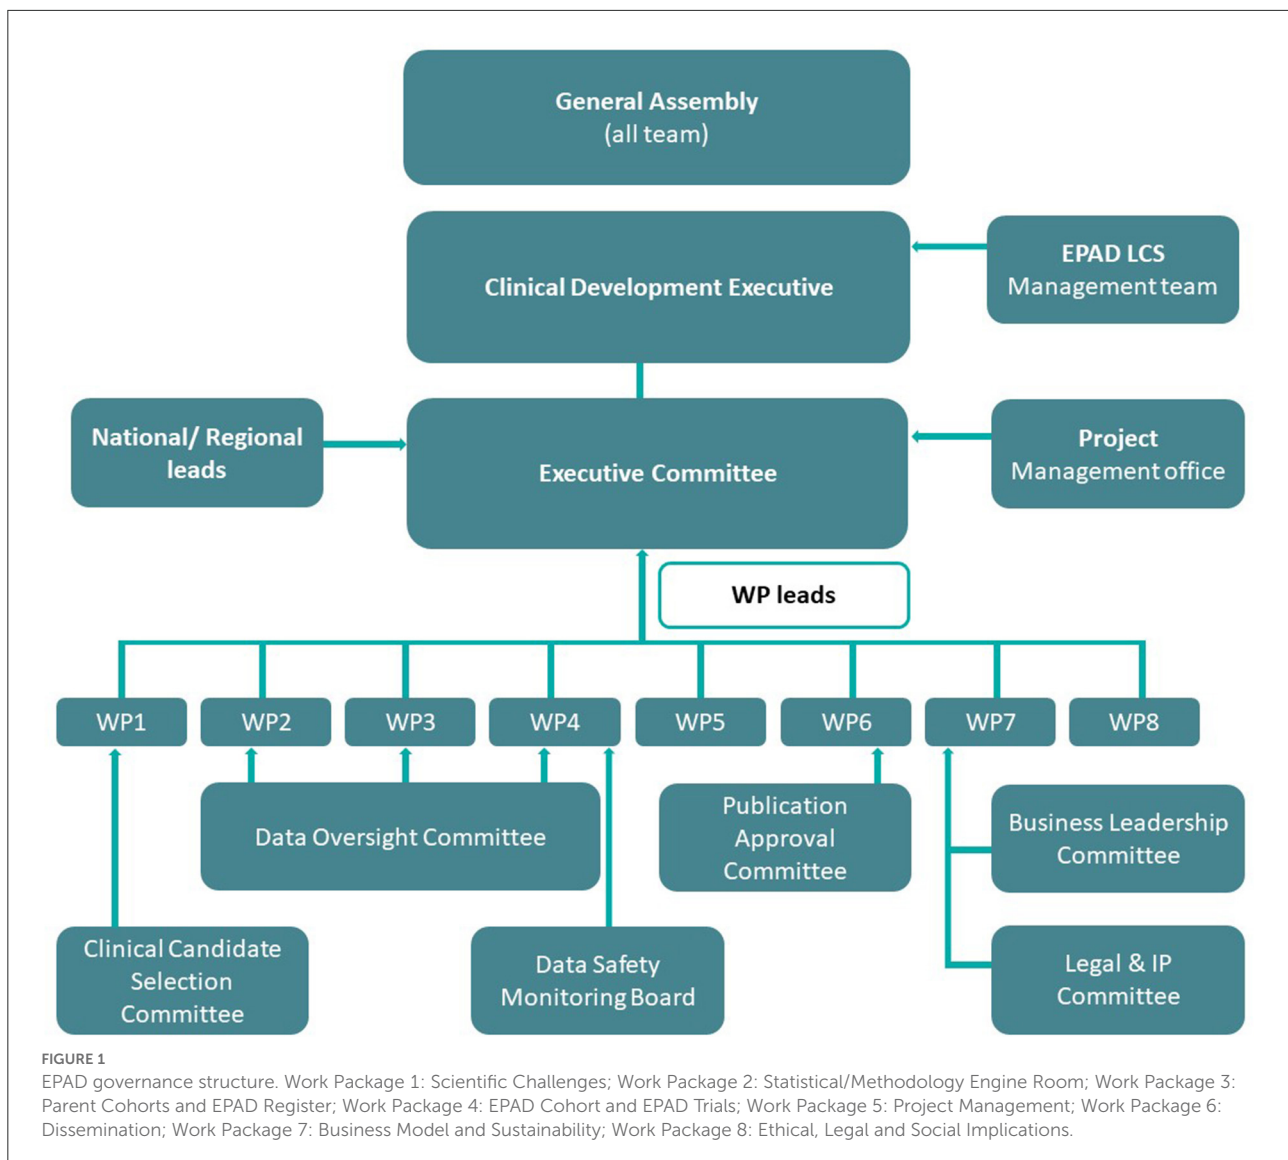 General Assembly
(all team)
Clinical Development Executive
EPAD LCS
Management team
National/ Regional
leads
Executive Committee
Project
Management office
WP leads
WP1
WP2
WP3
WP4
WP5
WP6
WP7
WP8
Data Oversight Committee
Publication
Approval
Committee
Business Leadership
Committee
Clinical Candidate
Selection
Committee
Data Safety
Monitoring Board
Legal & IP
Committee
FIGURE 1
EPAD governance structure. Work Package 1: Scientific Challenges; Work Package 2: Statistical/Methodology Engine Room; Work Package 3:
Parent Cohorts and EPAD Register; Work Package 4: EPAD Cohort and EPAD Trials; Work Package 5: Project Management; Work Package 6:
Dissemination; Work Package 7: Business Model and Sustainability; Work Package 8: Ethical, Legal and Social Implications.